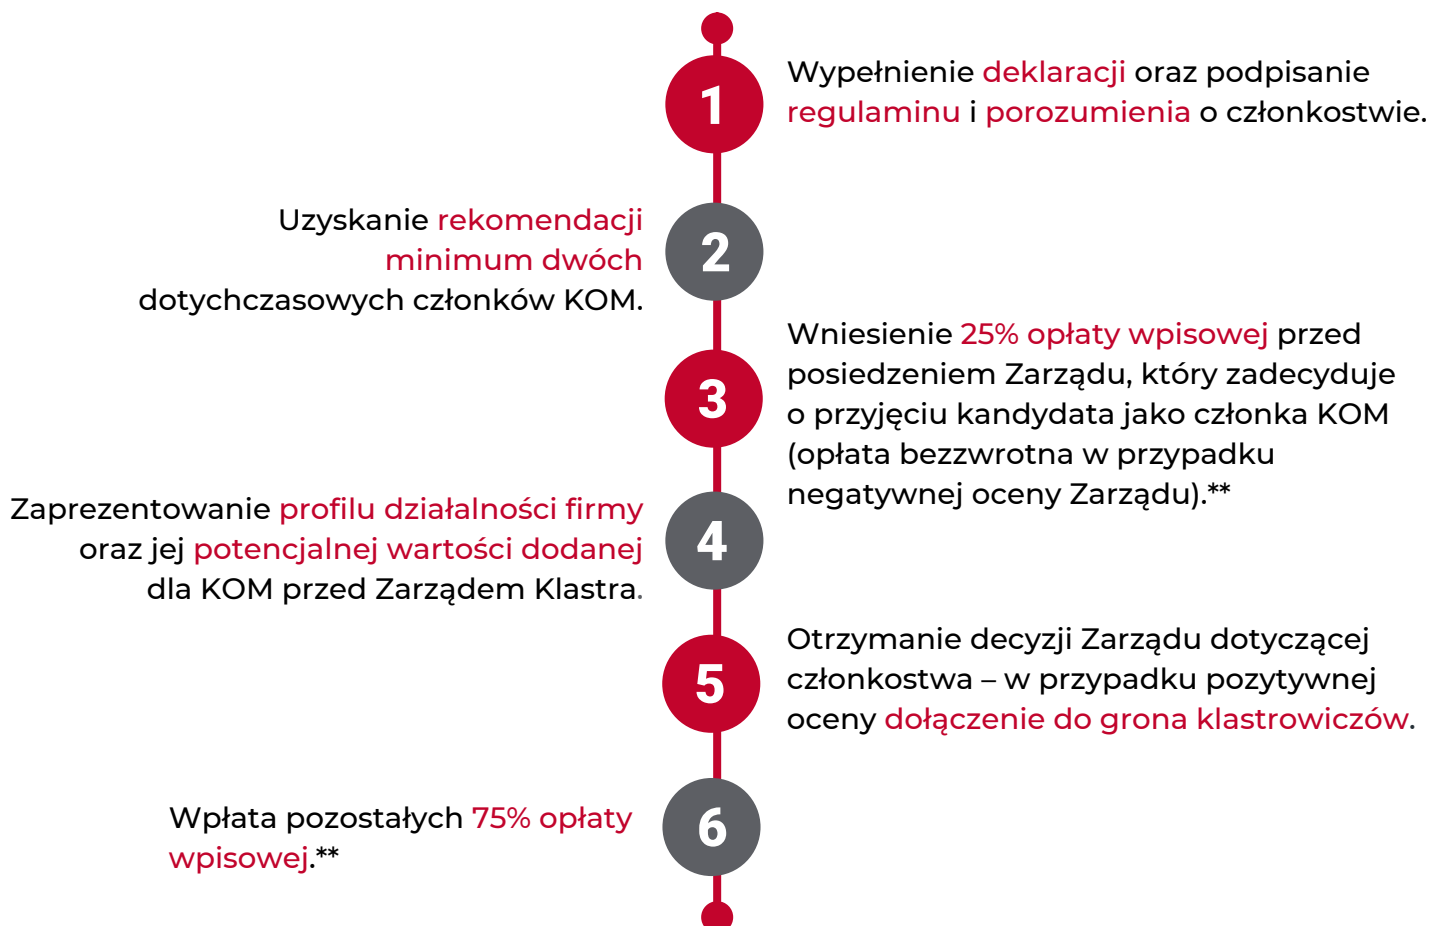 1
Wypełnienie deklaracji oraz podpisanie
regulaminu i porozumienia o członkostwie.
2
Uzyskanie rekomendacji
minimum dwóch
dotychczasowych członków KOM.
3
Wniesienie 25% opłaty wpisowej przed
posiedzeniem Zarządu, który zadecyduje
o przyjęciu kandydata jako członka KOM
(opłata bezzwrotna w przypadku
negatywnej oceny Zarządu).**
4
Zaprezentowanie profilu działalności firmy
oraz jej potencjalnej wartości dodanej
dla KOM przed Zarządem Klastra.
5
Otrzymanie decyzji Zarządu dotyczącej
członkostwa – w przypadku pozytywnej
oceny dołączenie do grona klastrowiczów.
6
Wpłata pozostałych 75% opłaty
wpisowej.**